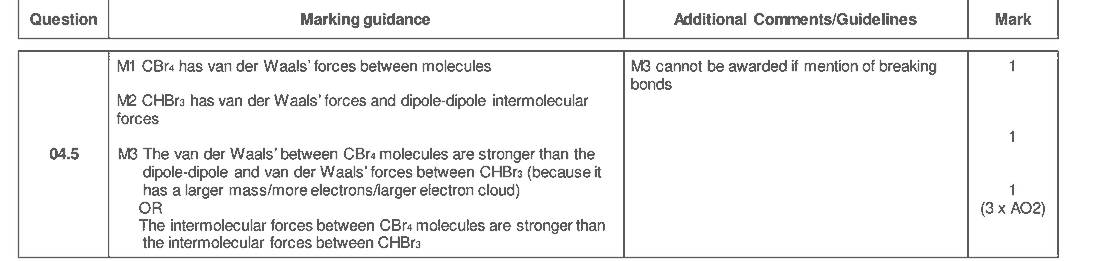 Question Marking guidance Additional Comments/Guidelines Mark
M1 CBr₄ has van der Waals’ forces between molecules
M3 cannot be awarded if mention of breaking
bonds
1
M2 CHBr₃ has van der Waals’ forces and dipole-dipole intermolecular
forces
1
04.5
M3 The van der Waals’ between CBr₄ molecules are stronger than the
dipole-dipole and van der Waals’ forces between CHBr₃ (because it
has a larger mass/more electrons/larger electron cloud)
1
OR
(3 x AO2)
The intermolecular forces between CBr₄ molecules are stronger than
the intermolecular forces between CHBr₃